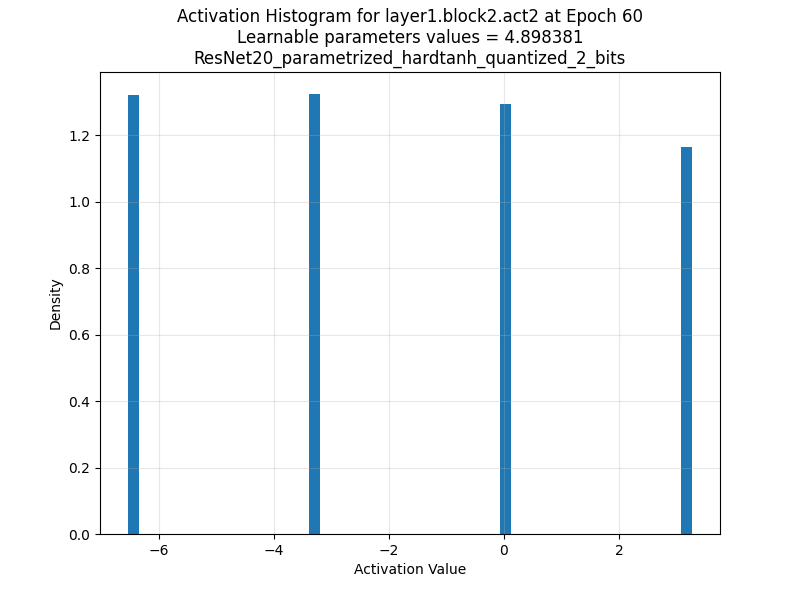 Activation Histogram for layer1.block2.act2 at Epoch 60
Learnable parameters values = 4.898381
ResNet20_parametrized_hardtanh_quantized_2_bits
1.2
1.0
0.8
0.6
0.4
0.2
0.0
Density
−6
−4
−2
0
2
Activation Value